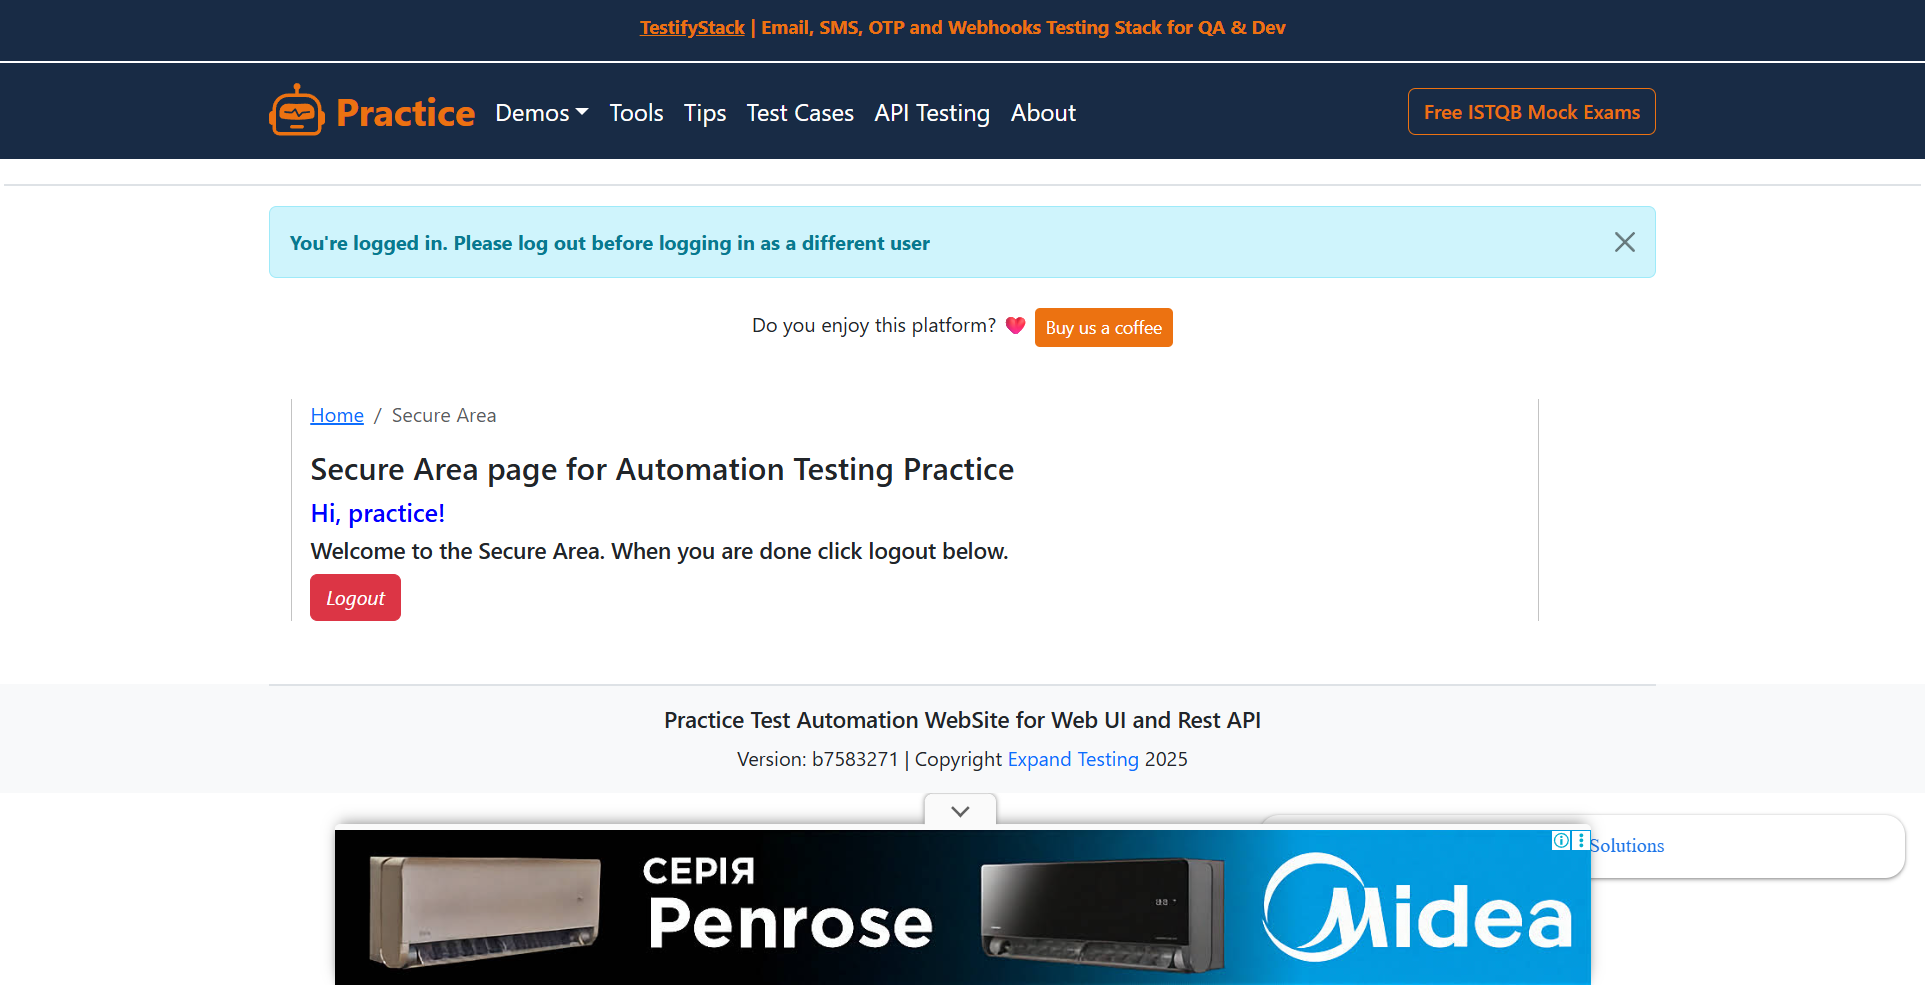 TestifyStack | Email, SMS, OTP and Webhooks Testing Stack for QA & Dev
Practice Demos Tools Tips Test Cases API Testing About Free ISTQB Mock Exams
You're logged in. Please log out before logging in as a different user
Do you enjoy this platform? Buy us a coffee
Home / Secure Area
Secure Area page for Automation Testing Practice
Hi, practice!
Welcome to the Secure Area. When you are done click logout below.
Logout
Practice Test Automation WebSite for Web UI and Rest API
Version: b7583271 | Copyright Expand Testing 2025
Solutions
СЕРІЯ
Penrose
Midea